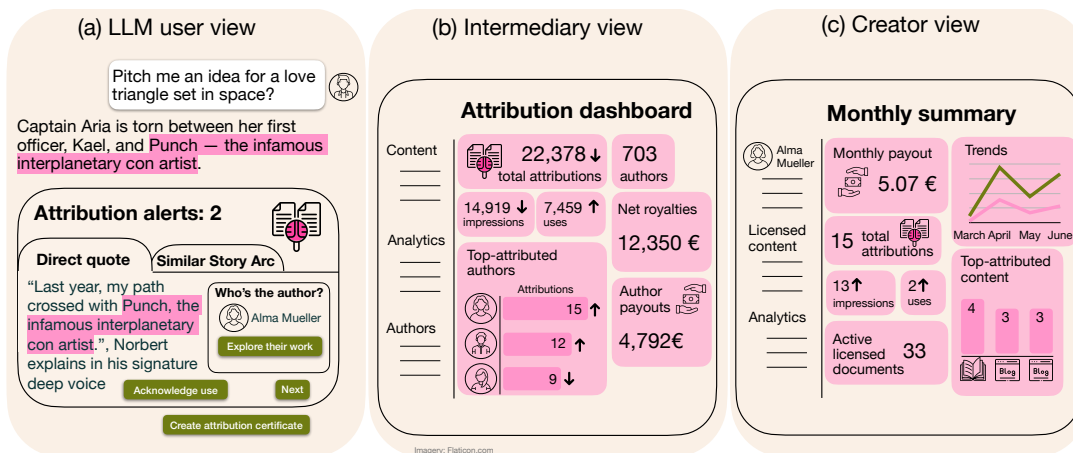 (a) LLM user view
Pitch me an idea for a love
triangle set in space?
Captain Aria is torn between her first
officer, Kael, and Punch — the infamous
interplanetary con artist.
Attribution alerts: 2
Direct quote
Similar Story Arc
“Last year, my path
crossed with Punch, the
infamous interplanetary
con artist.”, Norbert
explains in his signature
deep voice
Who’s the author?
Alma Mueller
Explore their work
Acknowledge use
Next
Create attribution certificate
(b) Intermediary view
Attribution dashboard
Content
Analytics
Authors
22,378
total attributions
703
authors
14,919
impressions
7,459
uses
Net royalties
12,350 €
Top-attributed
authors
Attributions
15
12
9
Author
payouts
4,792€
Imagery: Flaticon.com
(c) Creator view
Monthly summary
Alma
Mueller
Licensed
content
Analytics
Monthly payout
5.07 €
Trends
March April May June
15 total
attributions
13
impressions
2
uses
Active
licensed
documents
33
Top-attributed
content
4
3
3
Blog
Blog